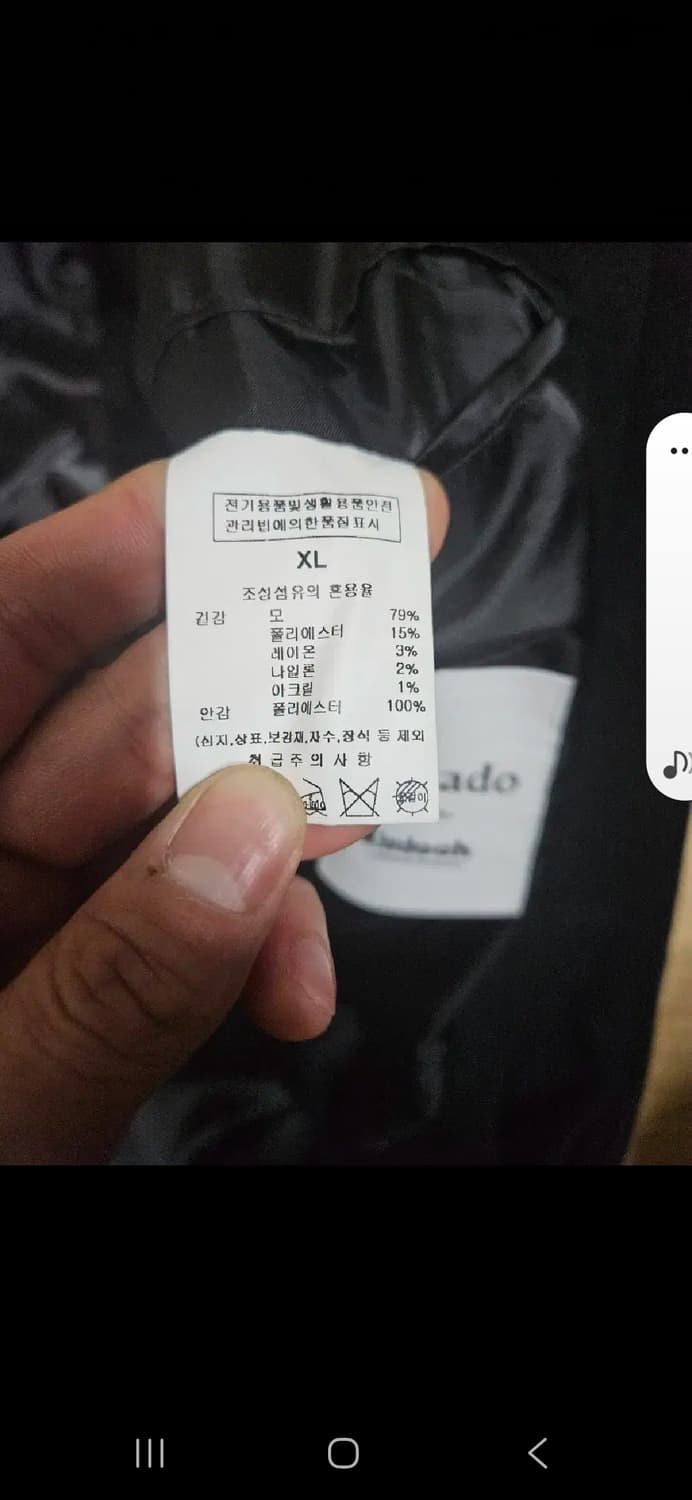 전기용품및생활용품안전
관리법에의한품질표시
XL
조성섬유의 혼용율
겉감 모 79%
폴리에스터 15%
레이온 3%
나일론 2%
아크릴 1%
안감 폴리에스터 100%
(심지,상표,보강재,자수,장식 등 제외
취급주의사항
ado